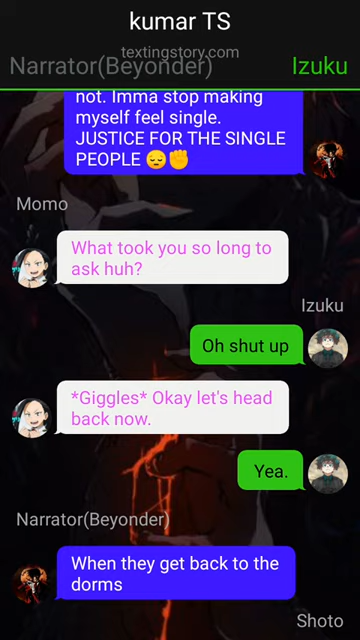 kumar TS
textingstory.com
Narrator(Beyonder) Izuku
not. Imma stop making
myself feel single.
JUSTICE FOR THE SINGLE
PEOPLE 😔✊
Momo
What took you so long to
ask huh?
Izuku
Oh shut up
*Giggles* Okay let's head
back now.
Yea.
Narrator(Beyonder)
When they get back to the
dorms
Shoto